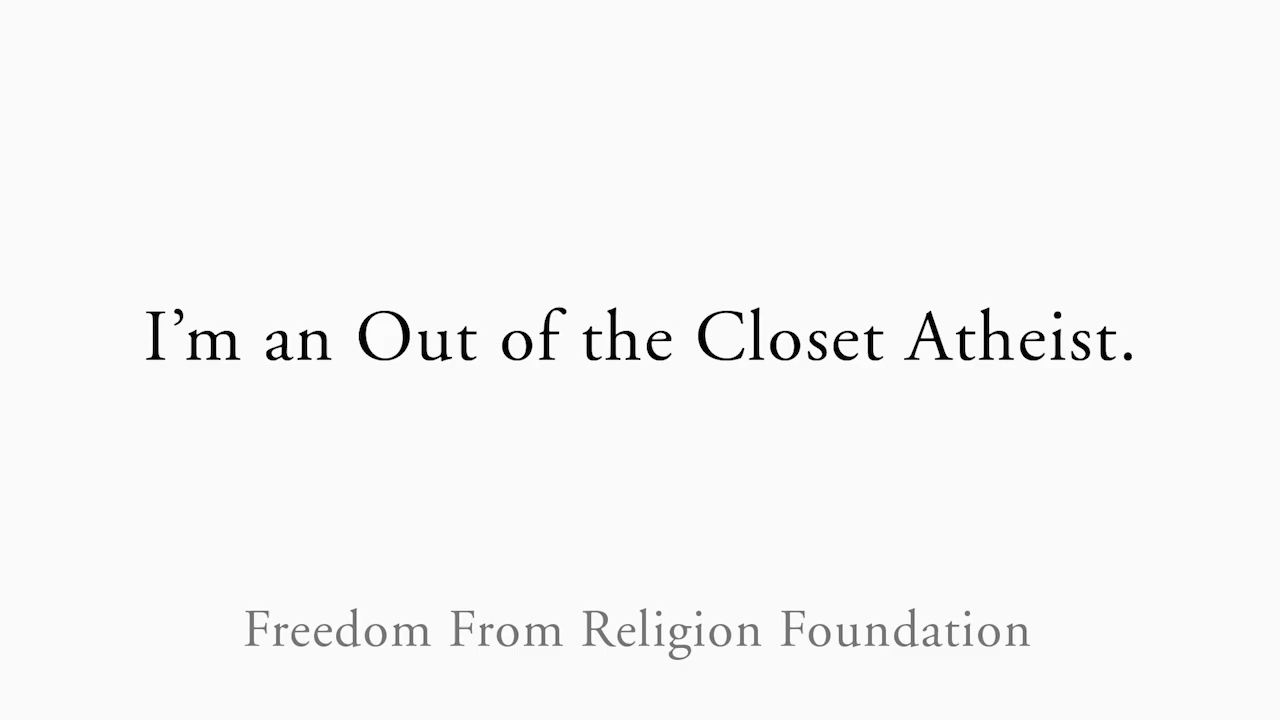 I’m an Out of the Closet Atheist.
Freedom From Religion Foundation